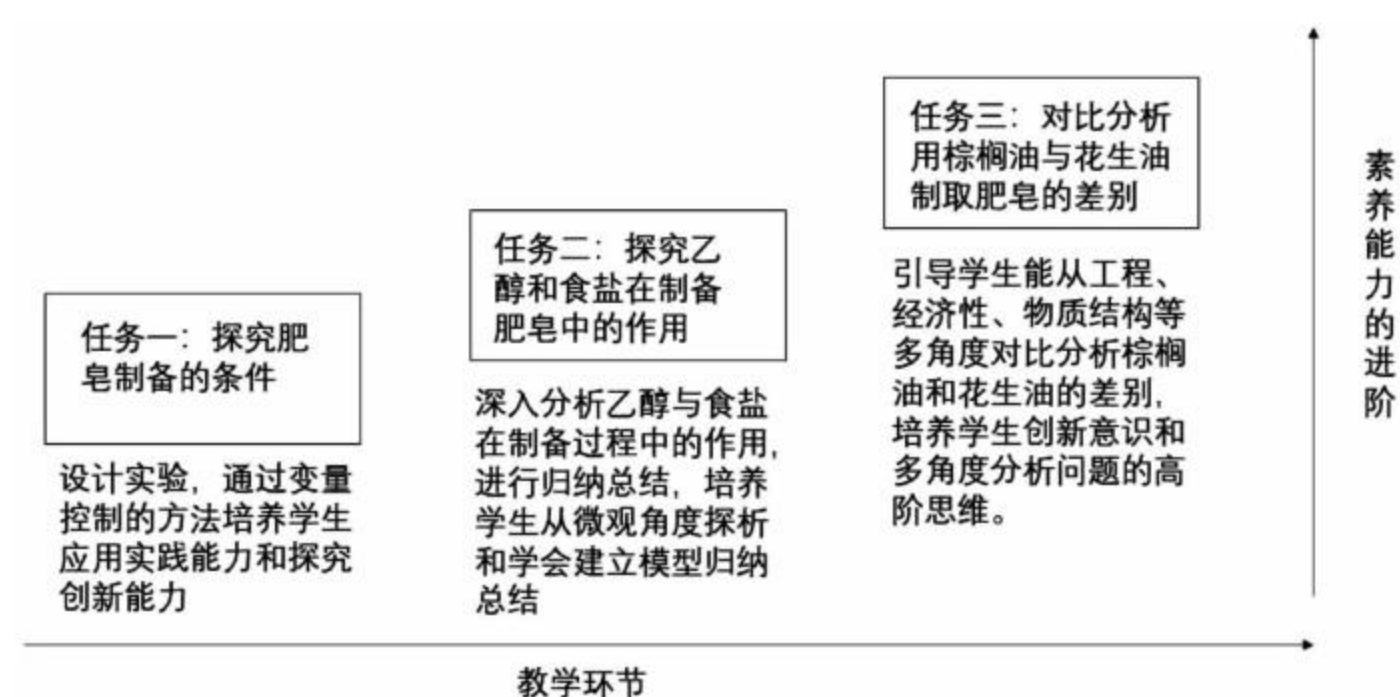 任务一：探究肥
皂制备的条件
设计实验，通过变量
控制的方法培养学生
应用实践能力和探究
创新能力
任务二：探究乙
醇和食盐在制备
肥皂中的作用
深入分析乙醇与食盐
在制备过程中的作用，
进行归纳总结，培养
学生从微观角度探析
和学会建立模型归纳
总结
任务三：对比分析
用棕榈油与花生油
制取肥皂的差别
引导学生能从工程、
经济性、物质结构等
多角度对比分析棕榈
油和花生油的差别，
培养学生创新意识和
多角度分析问题的高
阶思维。
素养能力的进阶
教学环节